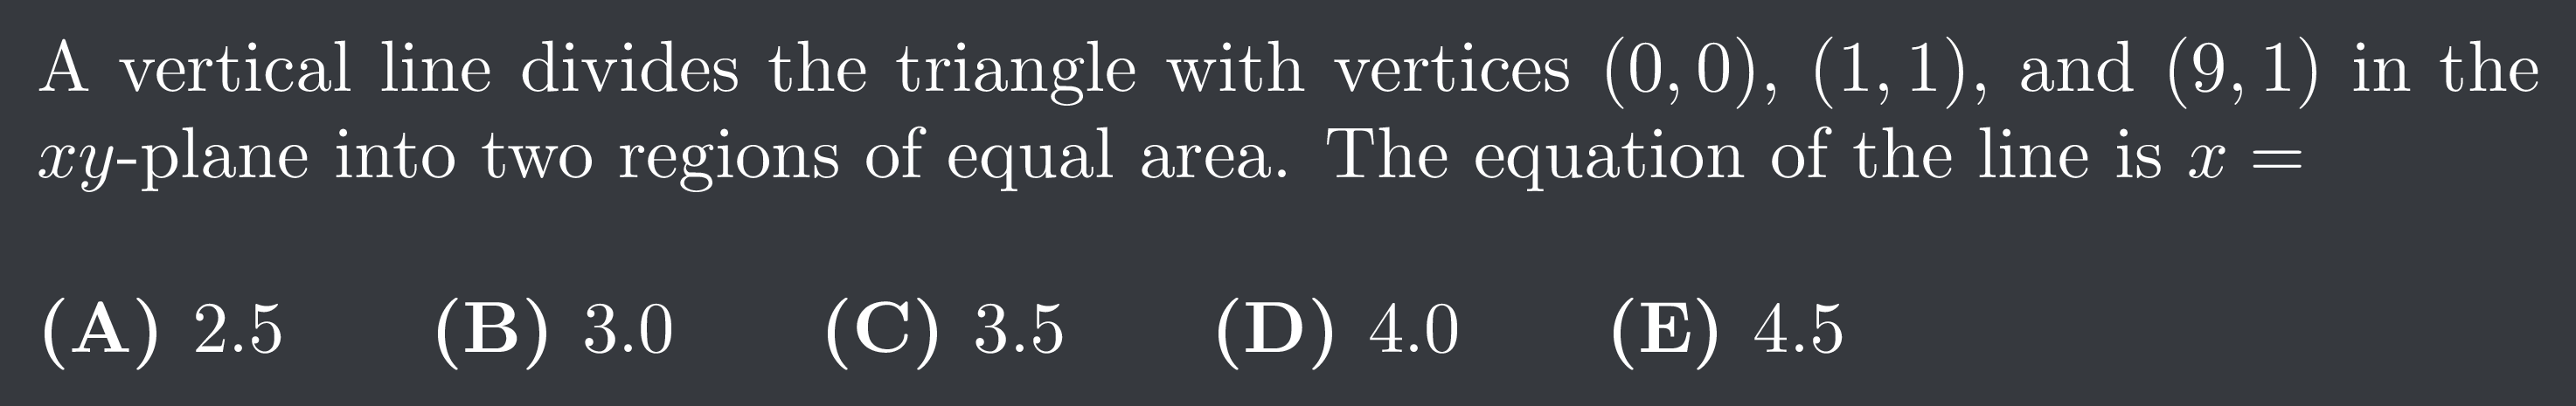 A vertical line divides the triangle with vertices (0, 0), (1, 1), and (9, 1) in the
xy-plane into two regions of equal area. The equation of the line is x =
(A) 2.5 (B) 3.0 (C) 3.5 (D) 4.0 (E) 4.5